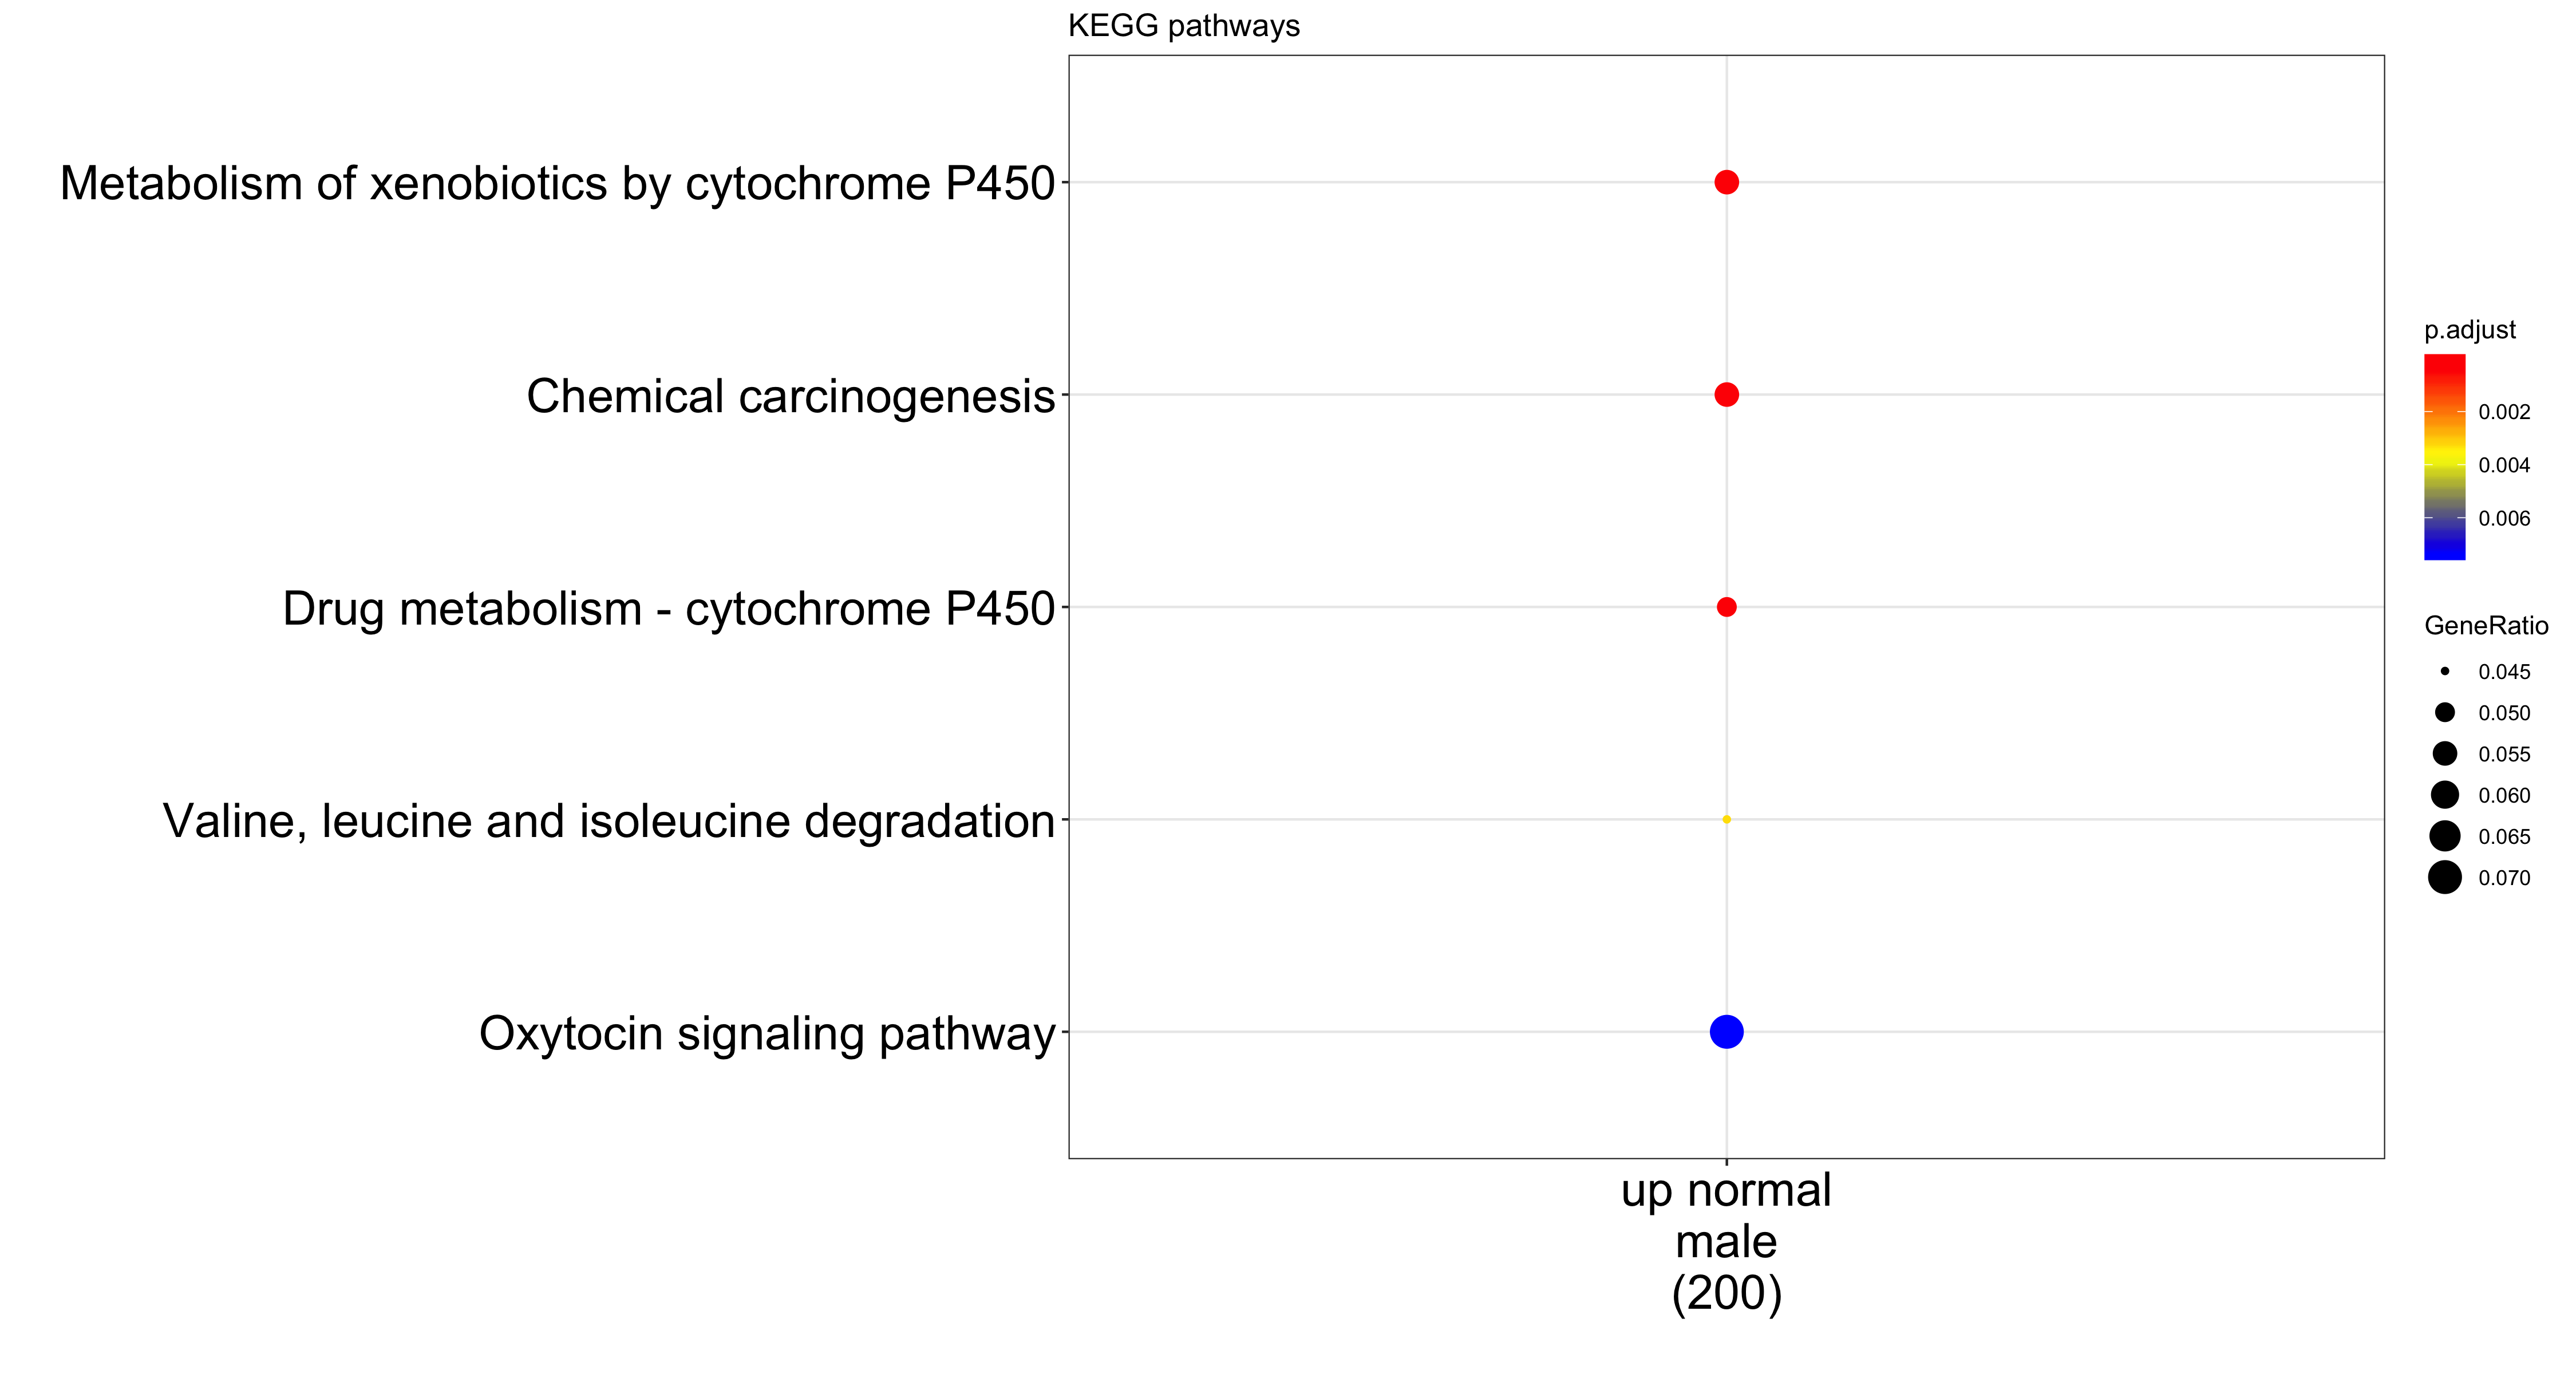 KEGG pathways
Metabolism of xenobiotics by cytochrome P450
Chemical carcinogenesis
Drug metabolism - cytochrome P450
Valine, leucine and isoleucine degradation
Oxytocin signaling pathway
up normal
male
(200)
p.adjust
0.002
0.004
0.006
GeneRatio
0.045
0.050
0.055
0.060
0.065
0.070